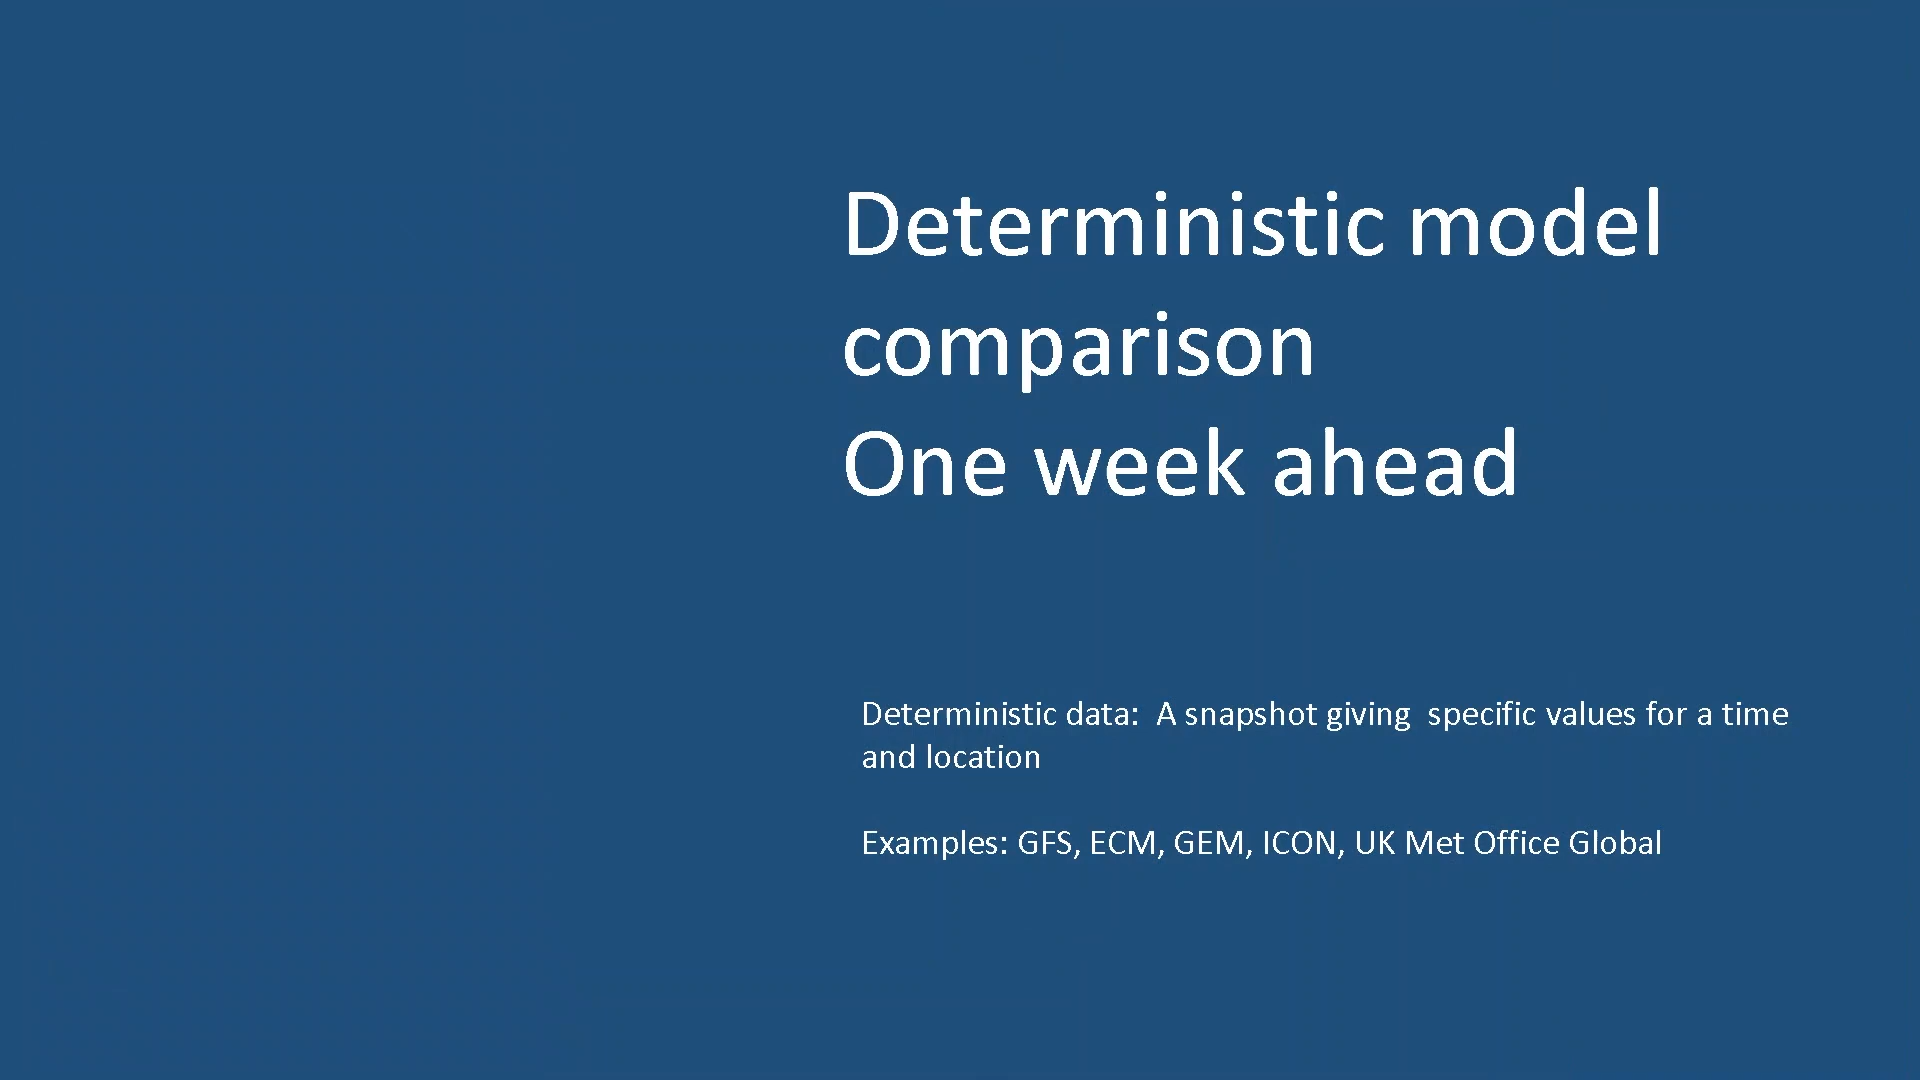 Deterministic model
comparison
One week ahead
Deterministic data:  A snapshot giving  specific values for a time
and location
Examples: GFS, ECM, GEM, ICON, UK Met Office Global